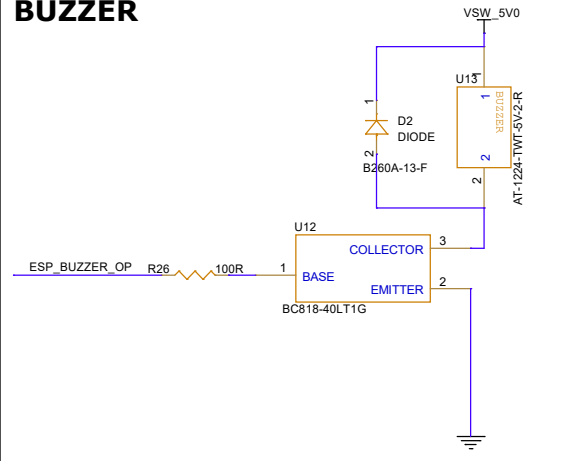 BUZZER
VSW_5V0
U13
1
1
BUZZER
2
2
AT-1224-TWT-5V-2-R
1
D2
DIODE
2
B260A-13-F
U12
COLLECTOR
3
ESP_BUZZER_OP
R26
100R
1
BASE
EMITTER
2
BC818-40LT1G